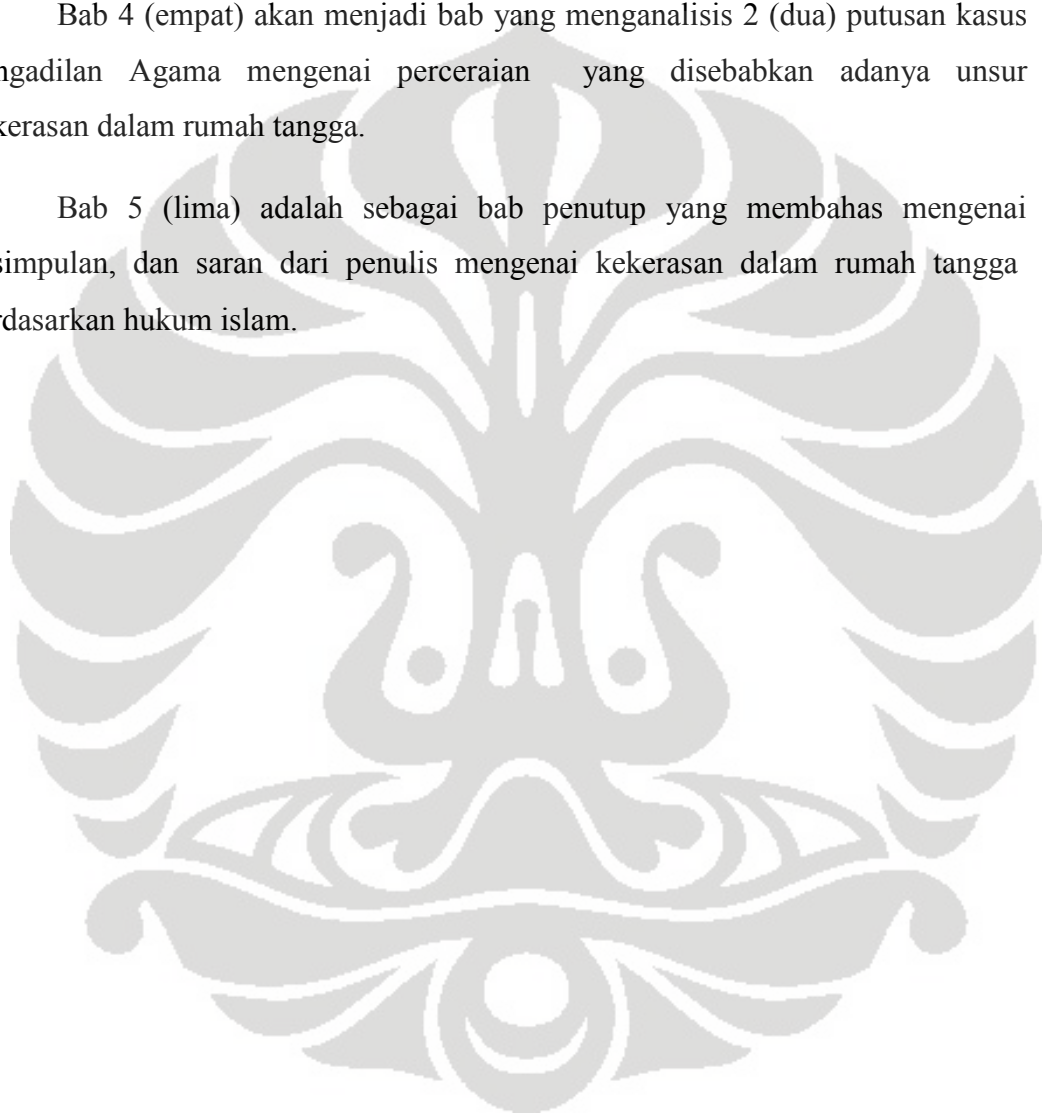 Bab 4 (empat) akan menjadi bab yang menganalisis 2 (dua) putusan kasus
ngadilan Agama mengenai perceraian yang disebabkan adanya unsur
kerasan dalam rumah tangga.
Bab 5 (lima) adalah sebagai bab penutup yang membahas mengenai
simpulan, dan saran dari penulis mengenai kekerasan dalam rumah tangga
rdasarkan hukum islam.